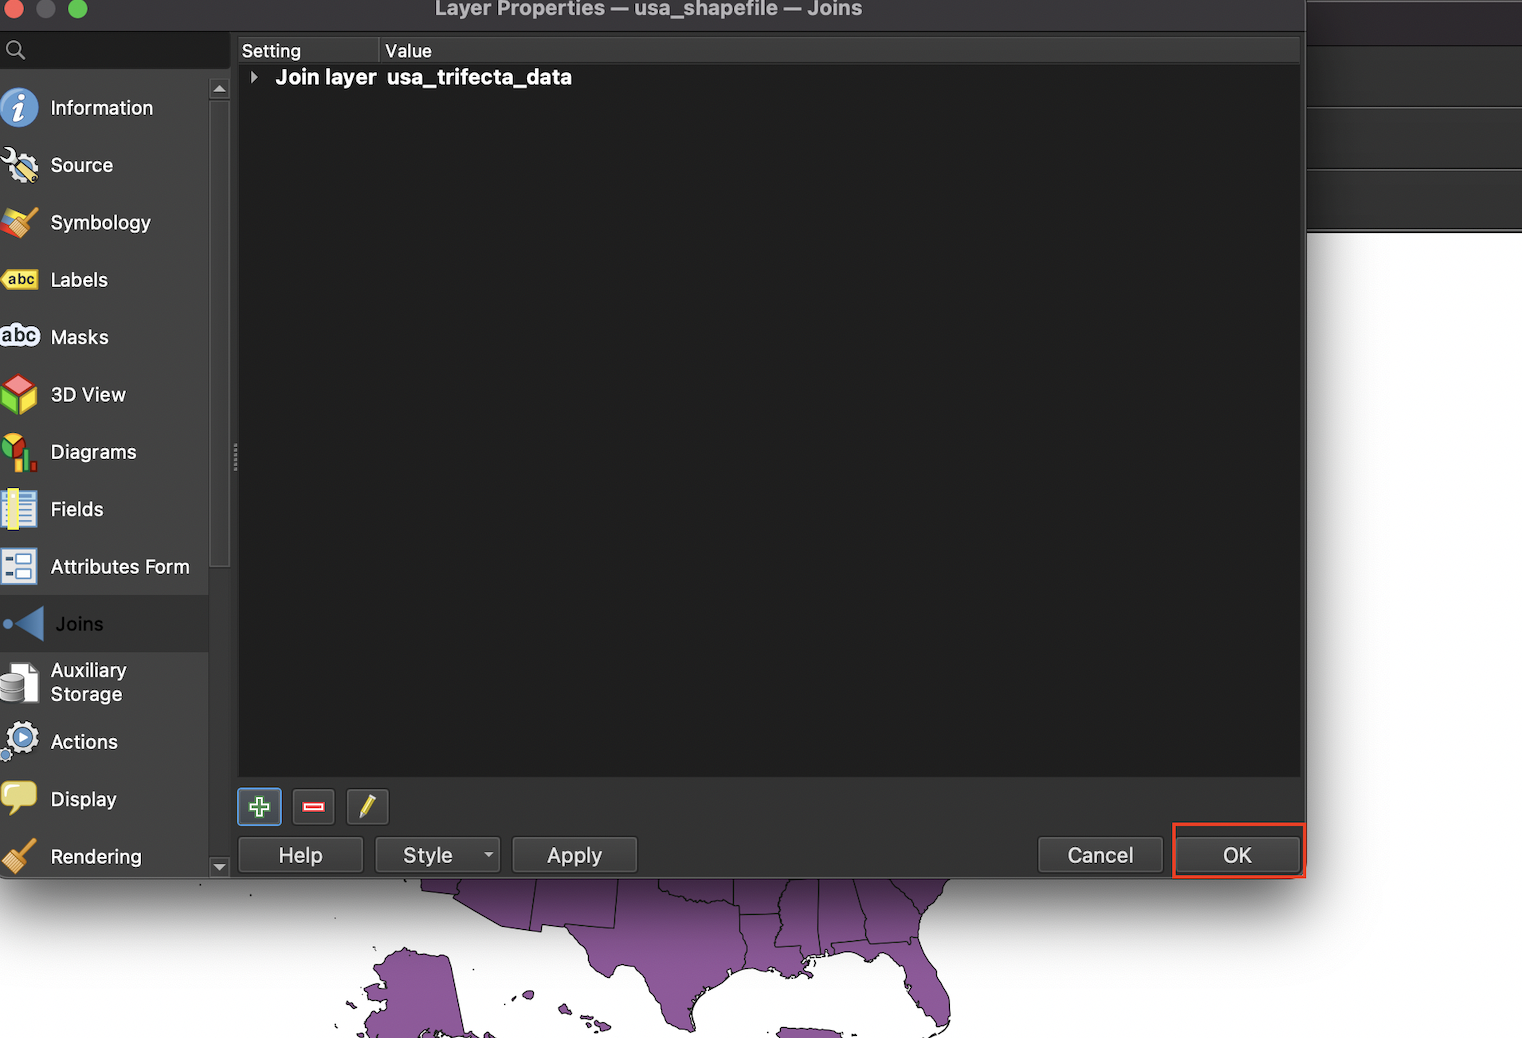 Layer Properties — usa_shapefile — Joins
Setting Value
Join layer usa_trifecta_data
Information
Source
Symbology
abc Labels
abc Masks
3D View
Diagrams
Fields
Attributes Form
Joins
Auxiliary
Storage
Actions
Display
Rendering
Help Style Apply Cancel OK